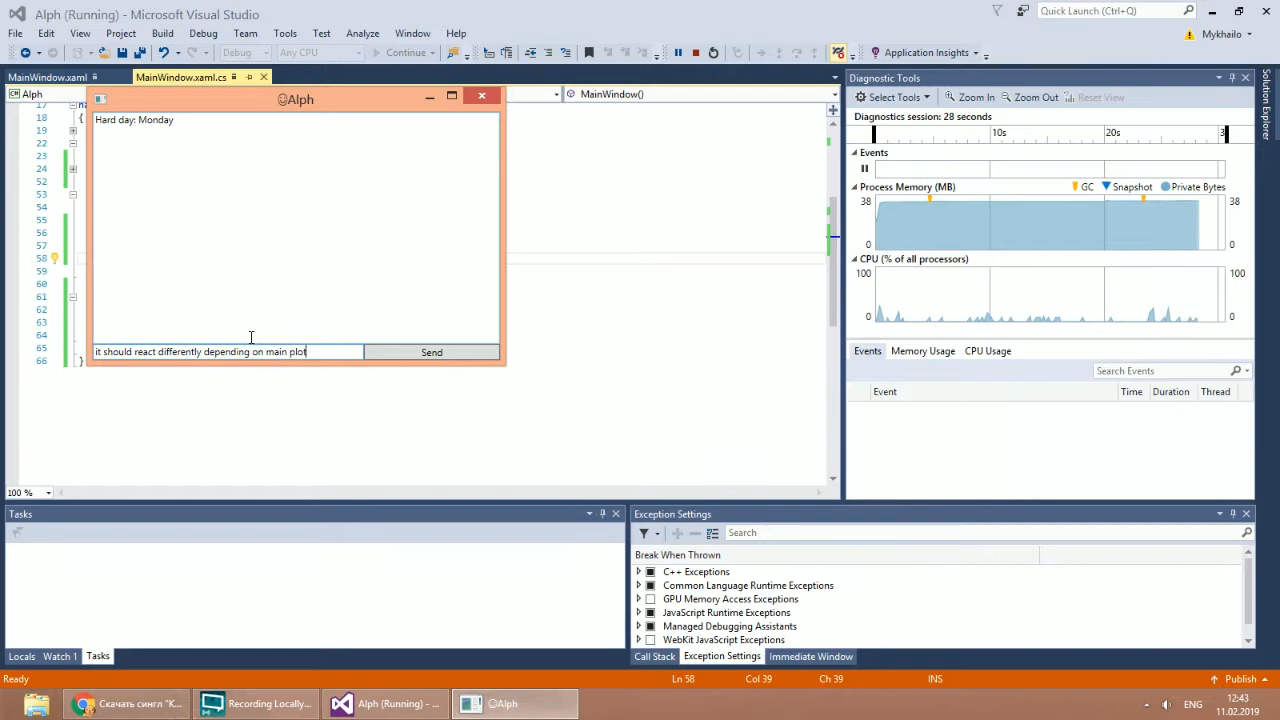 Alph (Running) - Microsoft Visual Studio
Quick Launch (Ctrl+Q)
File Edit View Project Build Debug Team Tools Test Analyze Window Help
Mykhailo
Debug Any CPU Continue Application Insights
MainWindow.xaml MainWindow.xaml.cs
Alph MainWindow()
☺Alph
Hard day: Monday
it should react differently depending on main plot
Send
17
18
19
22
23
24
52
53
54
55
56
57
58
59
60
61
62
63
64
65
66 }
100 %
Diagnostic Tools
Select Tools Zoom In Zoom Out Reset View
Diagnostics session: 28 seconds
10s 20s 3
Events
Process Memory (MB) GC Snapshot Private Bytes
38 38
0 0
CPU (% of all processors)
100 100
0 0
Events Memory Usage CPU Usage
Search Events
Event Time Duration Thread
Solution Explorer
Tasks
Locals Watch 1 Tasks
Exception Settings
Search
Break When Thrown
C++ Exceptions
Common Language Runtime Exceptions
GPU Memory Access Exceptions
JavaScript Runtime Exceptions
Managed Debugging Assistants
WebKit JavaScript Exceptions
Call Stack Exception Settings Immediate Window
Ready Ln 58 Col 39 Ch 39 INS Publish
Скачать сингл "K... Recording Locally... Alph (Running) - ... ☺Alph
ENG
12:43
11.02.2019